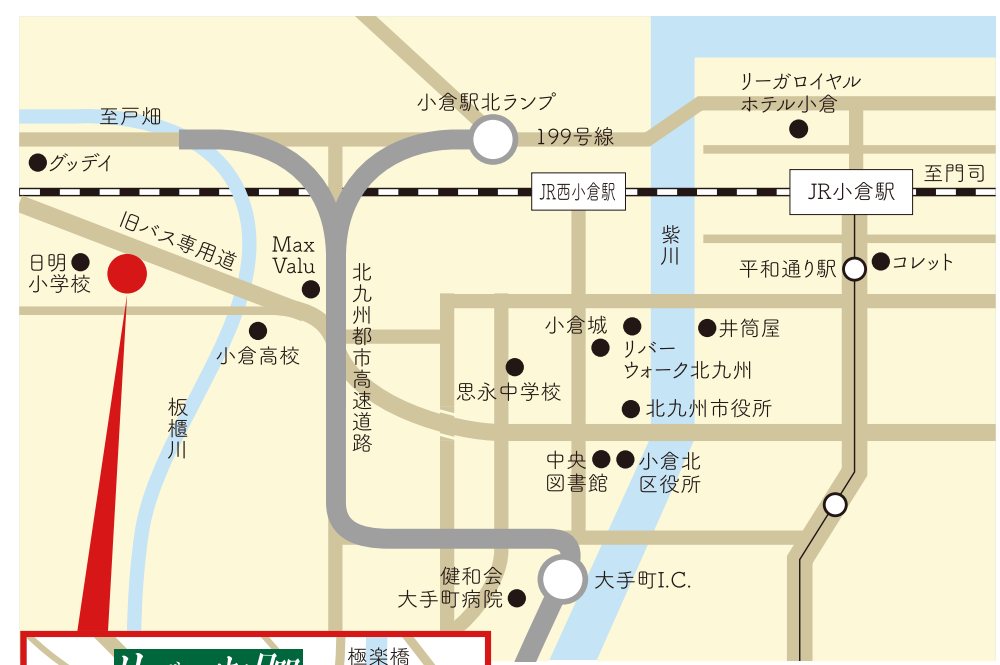 リーガロイヤル
ホテル小倉
小倉駅北ランプ
至戸畑
199号線
グッデイ
至門司
JR西小倉駅
JR小倉駅
旧バス専用道
紫川
Max
Valu
日明
小学校
平和通り駅
コレット
北九州都市高速道路
小倉城
井筒屋
小倉高校
リバー
ウォーク北九州
思永中学校
板櫃川
北九州市役所
中央
図書館
小倉北
区役所
健和会
大手町病院
大手町I.C.
極楽橋